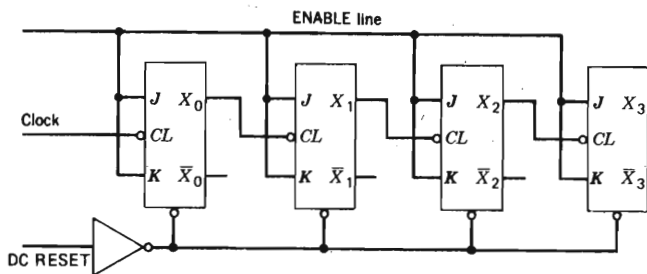 ENABLE line
J X₀ J X₁ J X₂ J X₃
Clock
CL CL CL CL
K X̅₀ K X̅₁ K X̅₂ K X̅₃
DC RESET